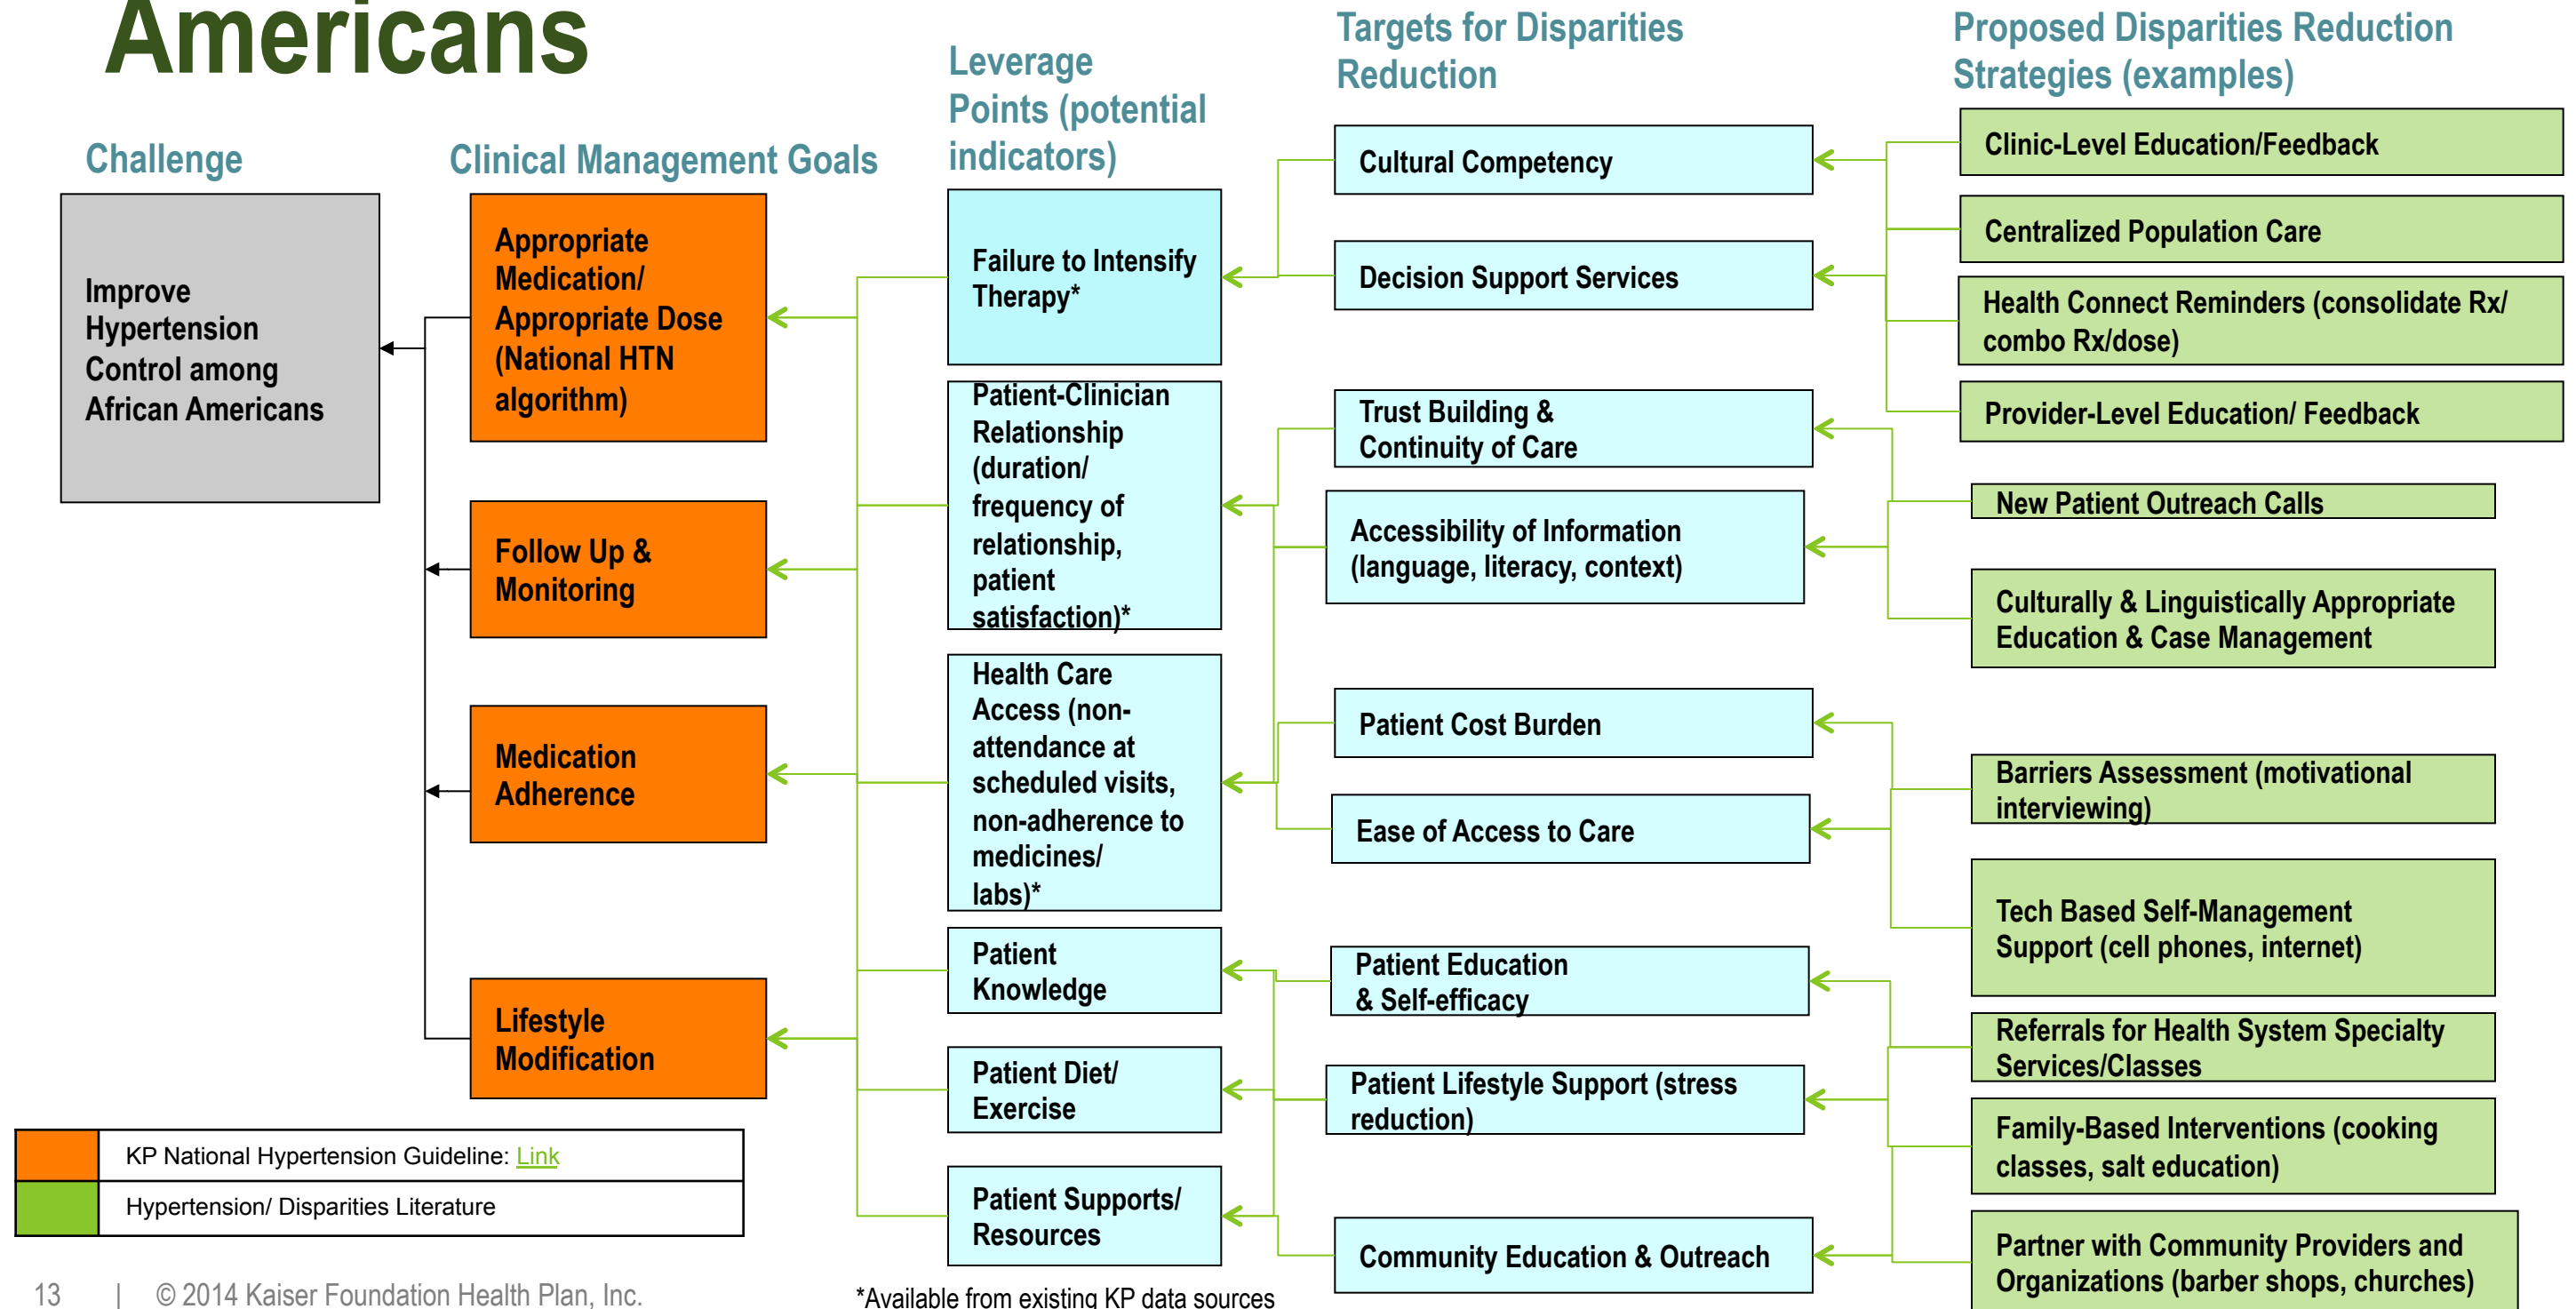 Americans
Challenge
Clinical Management Goals
Leverage
Points (potential
indicators)
Targets for Disparities
Reduction
Proposed Disparities Reduction
Strategies (examples)
Improve
Hypertension
Control among
African Americans
Appropriate
Medication/
Appropriate Dose
(National HTN
algorithm)
Follow Up &
Monitoring
Medication
Adherence
Lifestyle
Modification
Failure to Intensify
Therapy*
Patient-Clinician
Relationship
(duration/
frequency of
relationship,
patient
satisfaction)*
Health Care
Access (non-
attendance at
scheduled visits,
non-adherence to
medicines/
labs)*
Patient
Knowledge
Patient Diet/
Exercise
Patient Supports/
Resources
Cultural Competency
Decision Support Services
Trust Building &
Continuity of Care
Accessibility of Information
(language, literacy, context)
Patient Cost Burden
Ease of Access to Care
Patient Education
& Self-efficacy
Patient Lifestyle Support (stress
reduction)
Community Education & Outreach
Clinic-Level Education/Feedback
Centralized Population Care
Health Connect Reminders (consolidate Rx/
combo Rx/dose)
Provider-Level Education/ Feedback
New Patient Outreach Calls
Culturally & Linguistically Appropriate
Education & Case Management
Barriers Assessment (motivational
interviewing)
Tech Based Self-Management
Support (cell phones, internet)
Referrals for Health System Specialty
Services/Classes
Family-Based Interventions (cooking
classes, salt education)
Partner with Community Providers and
Organizations (barber shops, churches)
KP National Hypertension Guideline: Link
Hypertension/ Disparities Literature
13 | © 2014 Kaiser Foundation Health Plan, Inc.
*Available from existing KP data sources